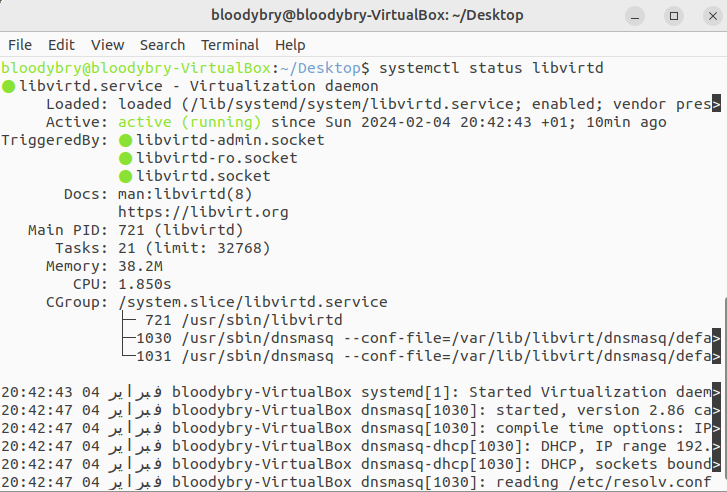 bloodybry@bloodybry-VirtualBox: ~/Desktop
File Edit View Search Terminal Help
bloodybry@bloodybry-VirtualBox:~/Desktop$ systemctl status libvirtd
● libvirtd.service - Virtualization daemon
Loaded: loaded (/lib/systemd/system/libvirtd.service; enabled; vendor pres>
Active: active (running) since Sun 2024-02-04 20:42:43 +01; 10min ago
TriggeredBy: ● libvirtd-admin.socket
● libvirtd-ro.socket
● libvirtd.socket
Docs: man:libvirtd(8)
https://libvirt.org
Main PID: 721 (libvirtd)
Tasks: 21 (limit: 32768)
Memory: 38.2M
CPU: 1.850s
CGroup: /system.slice/libvirtd.service
├─ 721 /usr/sbin/libvirtd
├─1030 /usr/sbin/dnsmasq --conf-file=/var/lib/libvirt/dnsmasq/defa>
└─1031 /usr/sbin/dnsmasq --conf-file=/var/lib/libvirt/dnsmasq/defa>
20:42:43 04 فبراير bloodybry-VirtualBox systemd[1]: Started Virtualization daem>
20:42:47 04 فبراير bloodybry-VirtualBox dnsmasq[1030]: started, version 2.86 ca>
20:42:47 04 فبراير bloodybry-VirtualBox dnsmasq[1030]: compile time options: IP>
20:42:47 04 فبراير bloodybry-VirtualBox dnsmasq-dhcp[1030]: DHCP, IP range 192.>
20:42:47 04 فبراير bloodybry-VirtualBox dnsmasq-dhcp[1030]: DHCP, sockets bound>
20:42:47 04 فبراير bloodybry-VirtualBox dnsmasq[1030]: reading /etc/resolv.conf